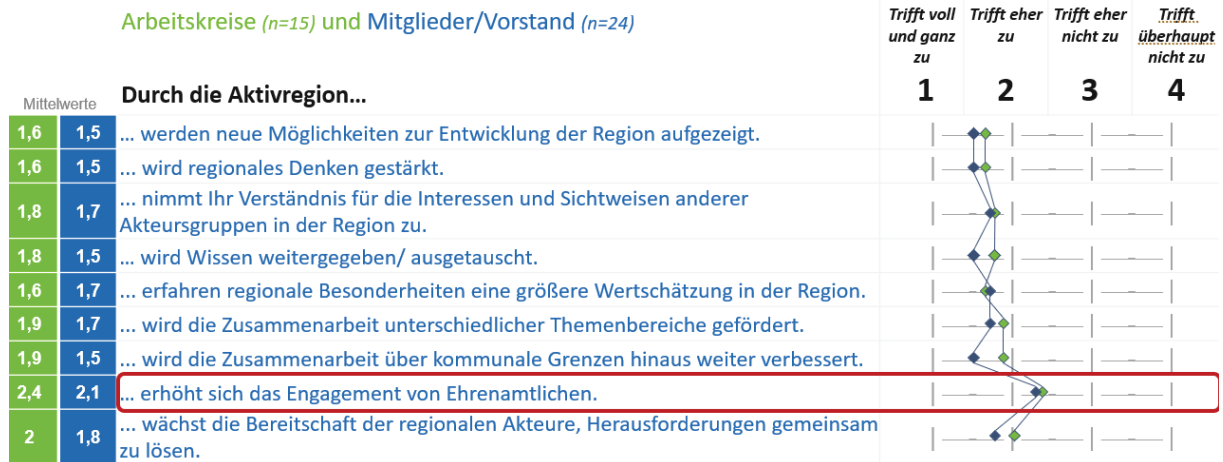 Arbeitskreise (n=15) und Mitglieder/Vorstand (n=24)
Trifft voll und ganz zu
Trifft eher zu
Trifft eher nicht zu
Trifft überhaupt nicht zu
1 2 3 4
Mittelwerte
Durch die Aktivregion...
1,6 1,5 ... werden neue Möglichkeiten zur Entwicklung der Region aufgezeigt.
1,6 1,5 ... wird regionales Denken gestärkt.
1,8 1,7 ... nimmt Ihr Verständnis für die Interessen und Sichtweisen anderer
Akteursgruppen in der Region zu.
1,8 1,5 ... wird Wissen weitergegeben/ ausgetauscht.
1,6 1,7 ... erfahren regionale Besonderheiten eine größere Wertschätzung in der Region.
1,9 1,7 ... wird die Zusammenarbeit unterschiedlicher Themenbereiche gefördert.
1,9 1,5 ... wird die Zusammenarbeit über kommunale Grenzen hinaus weiter verbessert.
2,4 2,1 ... erhöht sich das Engagement von Ehrenamtlichen.
2 1,8 ... wächst die Bereitschaft der regionalen Akteure, Herausforderungen gemeinsam
zu lösen.